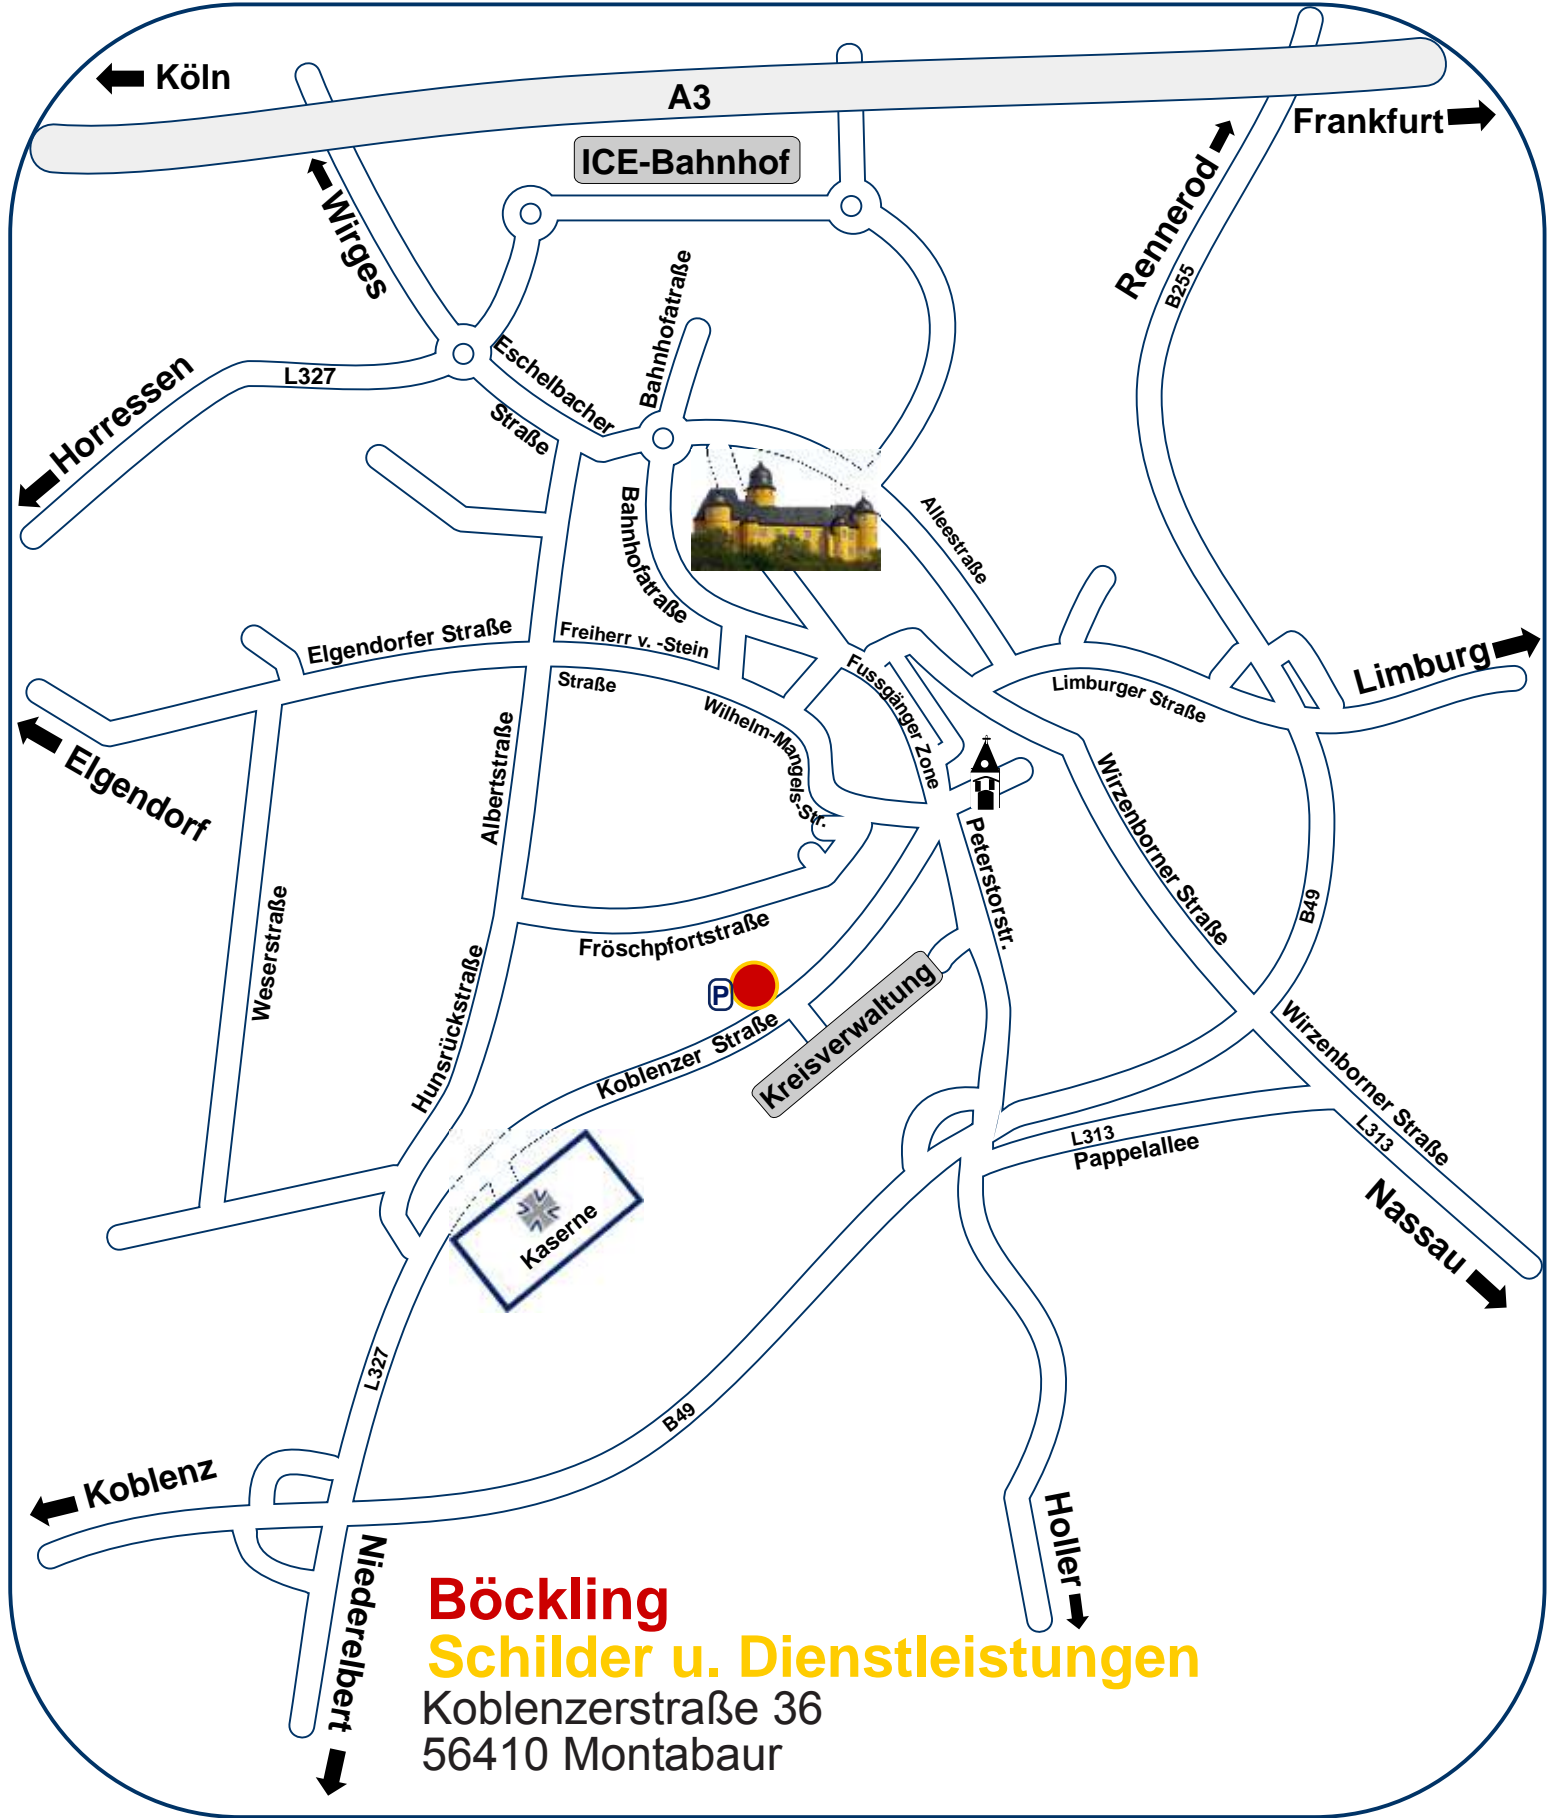 Köln
A3
Frankfurt
ICE-Bahnhof
Rennerod
Wirges
B255
Bahnhofatraße
Horressen
L327
Eschelbacher
Straße
Bahnhofatraße
Alleestraße
Elgendorfer Straße
Freiherr v. -Stein
Straße
Limburg
Fussgänger Zone
Limburger Straße
Wilhelm-Mangels-Str.
Elgendorf
Albertstraße
Wirzenborner Straße
Peterstorstr.
B49
Weserstraße
Fröschpfortstraße
Hunsrückstraße
P
Kreisverwaltung
Koblenzer Straße
Wirzenborner Straße
L313
L313
Pappelallee
Nassau
Kaserne
L327
B49
Koblenz
Holler
Niederelbert
Böckling
Schilder u. Dienstleistungen
Koblenzerstraße 36
56410 Montabaur